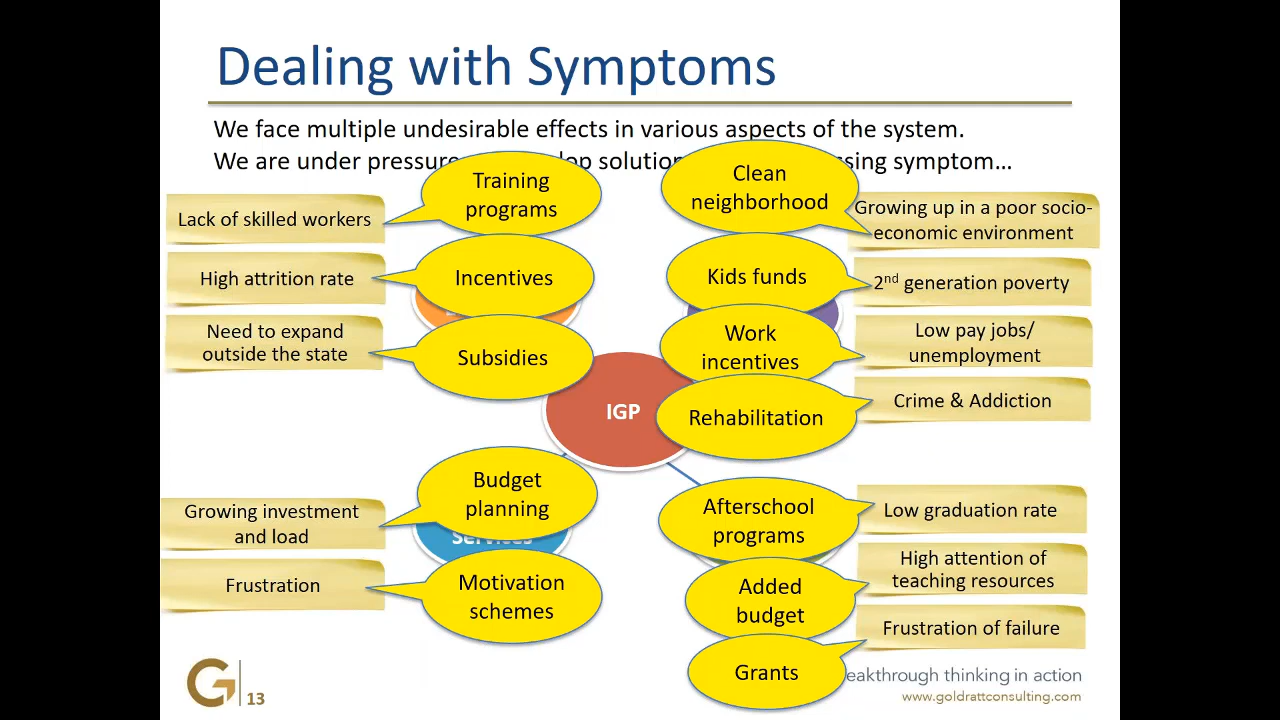 Dealing with Symptoms
We face multiple undesirable effects in various aspects of the system.
We are under pressure solution symptom…
Lack of skilled workers
High attrition rate
Need to expand
outside the state
Training
programs
Incentives
Subsidies
Clean
neighborhood
Kids funds
Work
incentives
Rehabilitation
Growing up in a poor socio-
economic environment
2nd generation poverty
Low pay jobs/
unemployment
Crime & Addiction
IGP
Growing investment
and load
Frustration
Budget
planning
Services
Motivation
schemes
Afterschool
programs
Added
budget
Grants
Low graduation rate
High attention of
teaching resources
Frustration of failure
G 13
thinking in action
www.goldrattconsulting.com